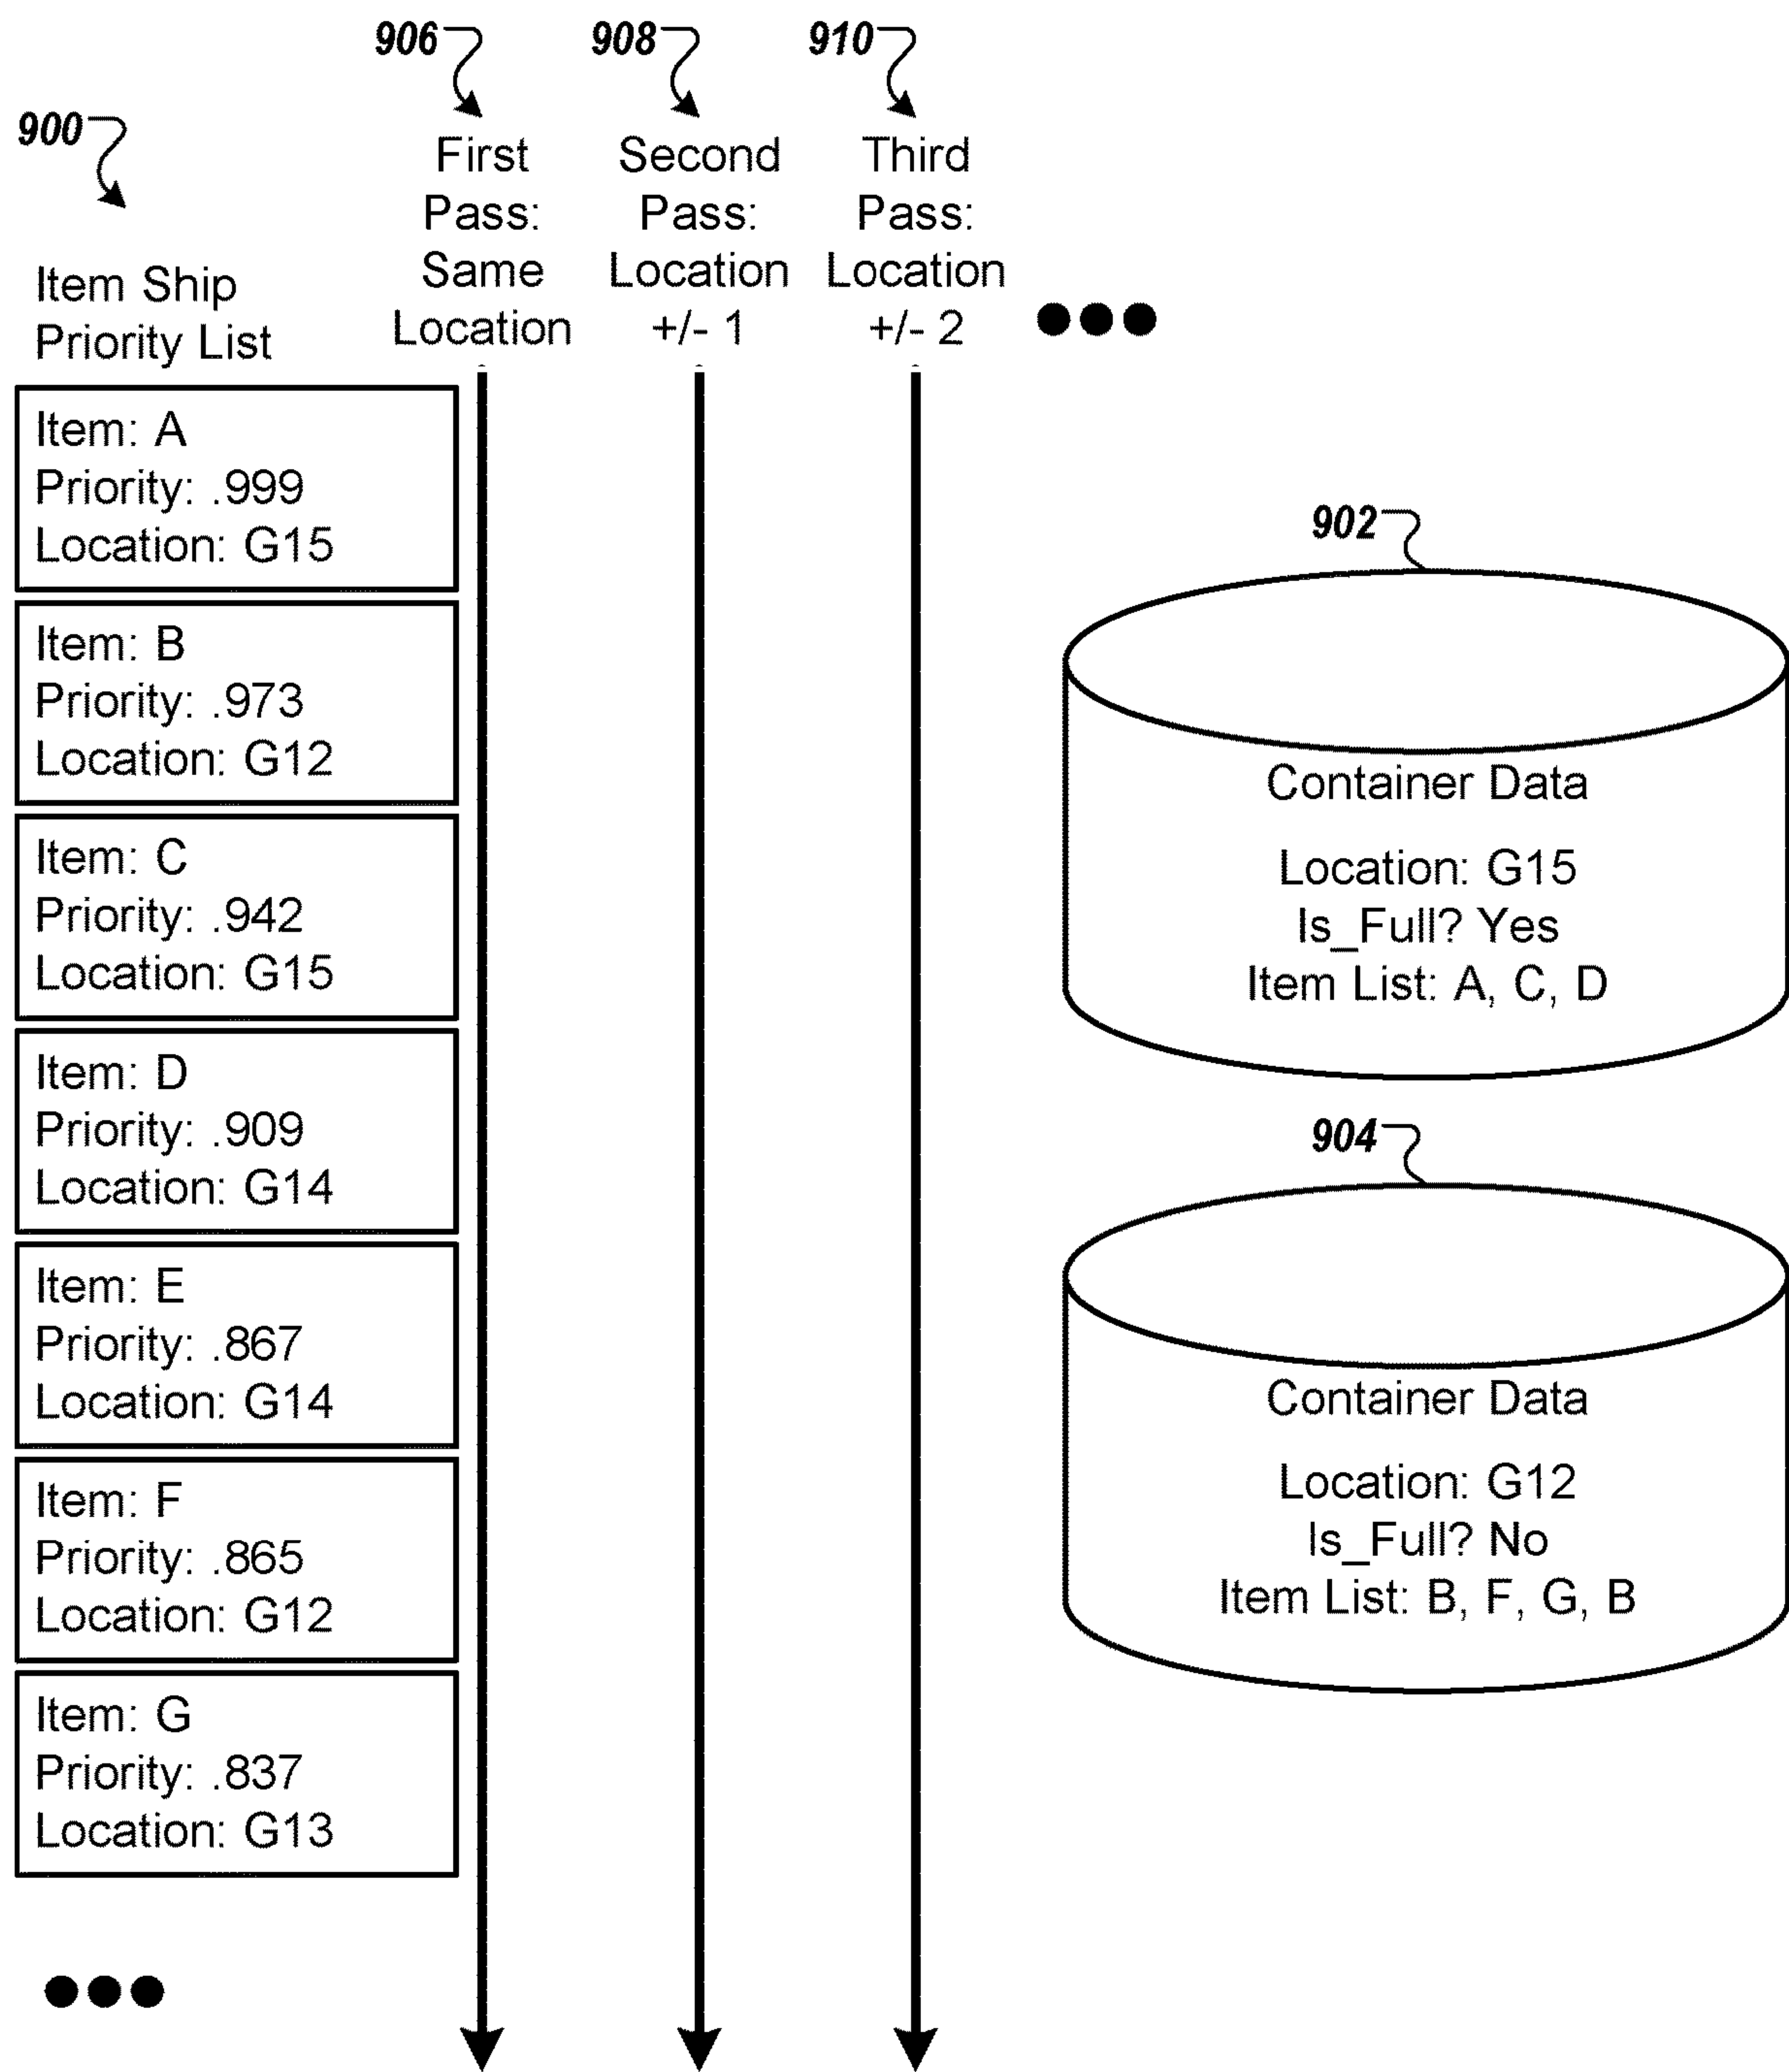 906
908
910
900
First
Pass:
Same
Location
Second
Pass:
Location
+/- 1
Third
Pass:
Location
+/- 2
Item Ship
Priority List
Item: A
Priority: .999
Location: G15
Item: B
Priority: .973
Location: G12
Item: C
Priority: .942
Location: G15
Item: D
Priority: .909
Location: G14
Item: E
Priority: .867
Location: G14
Item: F
Priority: .865
Location: G12
Item: G
Priority: .837
Location: G13
902
Container Data
Location: G15
Is_Full? Yes
Item List: A, C, D
904
Container Data
Location: G12
Is_Full? No
Item List: B, F, G, B